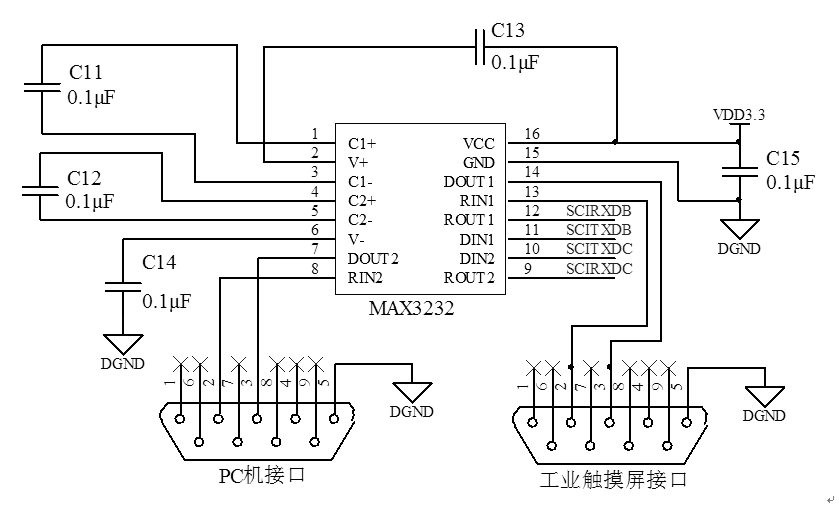 C13
0.1μF
C11
0.1μF
VDD3.3
C15
0.1μF
DGND
C12
0.1μF
C14
0.1μF
DGND
1 C1+ VCC 16
2 V+ GND 15
3 C1- DOUT1 14
4 C2+ RIN1 13
5 C2- ROUT1 12 SCIRXDB
6 V- DIN1 11 SCITXDB
7 DOUT2 DIN2 10 SCITXDC
8 RIN2 ROUT2 9 SCIRXDC
MAX3232
1 6 2 7 3 8 4 9 5
DGND
PC机接口
1 6 2 7 3 8 4 9 5
DGND
工业触摸屏接口